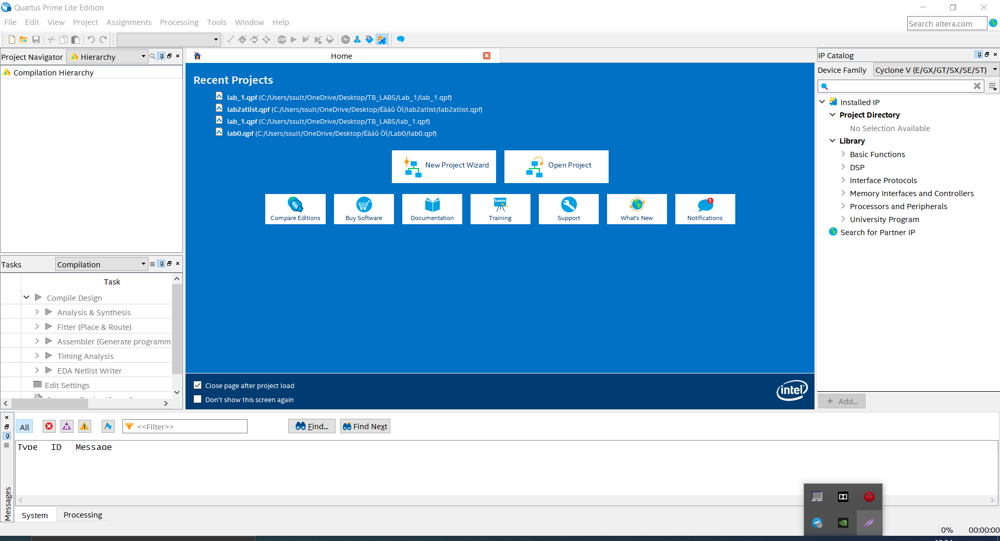 Quartus Prime Lite Edition
File Edit View Project Assignments Processing Tools Window Help
Search altera.com
Project Navigator Hierarchy
Compilation Hierarchy
Home
Recent Projects
lab_1.qpf (C:/Users/ssult/OneDrive/Desktop/TB_LABS/Lab_1/lab_1.qpf)
lab2atlist.qpf (C:/Users/ssult/OneDrive/Desktop/Ëàáû ÒÏ/lab2atlist/lab2atlist.qpf)
lab_1.qpf (C:/Users/ssult/OneDrive/Desktop/TB_LABS/lab_1.qpf)
lab0.qpf (C:/Users/ssult/OneDrive/Desktop/Ëàáû ÒÏ/Lab0/lab0.qpf)
New Project Wizard
Open Project
Compare Editions
Buy Software
Documentation
Learn
Training
Support
What's New
1
Notifications
Close page after project load
Don't show this screen again
intel
IP Catalog
Device Family Cyclone V (E/GX/GT/SX/SE/ST)
Installed IP
Project Directory
No Selection Available
Library
Basic Functions
DSP
Interface Protocols
Memory Interfaces and Controllers
Processors and Peripherals
University Program
Search for Partner IP
+ Add...
Tasks Compilation
Task
Compile Design
Analysis & Synthesis
Fitter (Place & Route)
Assembler (Generate programm
Timing Analysis
EDA Netlist Writer
Edit Settings
Messages
All <<Filter>> Find... Find Next
Type ID Message
System Processing
0% 00:00:00